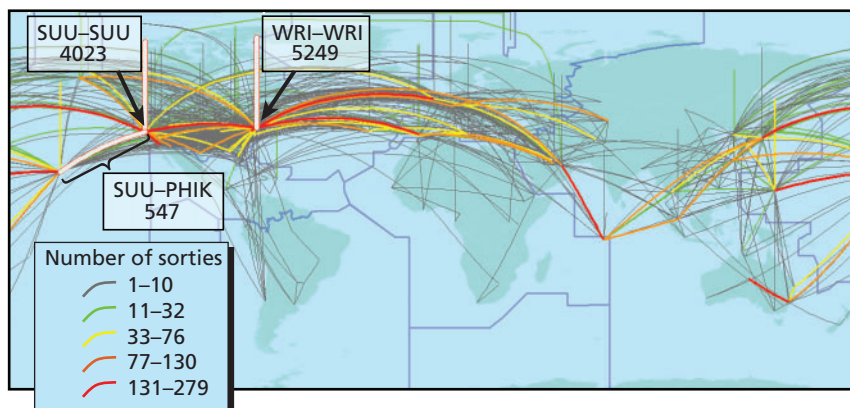 SUU–SUU
4023
WRI–WRI
5249
SUU–PHIK
547
Number of sorties
1–10
11–32
33–76
77–130
131–279